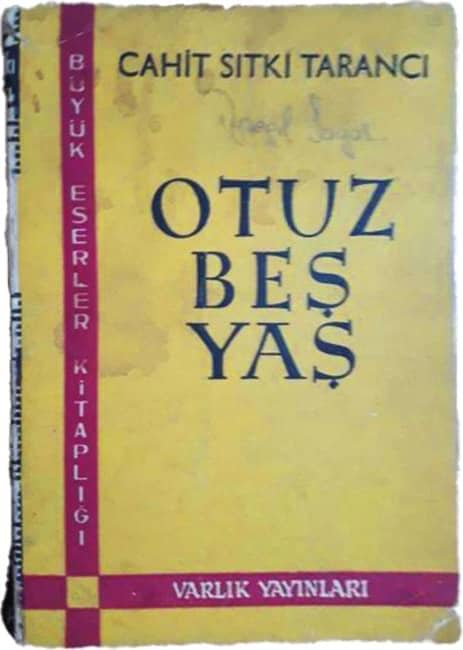 CAHİT SITKI TARANCI
OTUZ
BEŞ
YAŞ
BÜYÜK ESERLER KİTAPLIĞI
VARLIK YAYINLARI